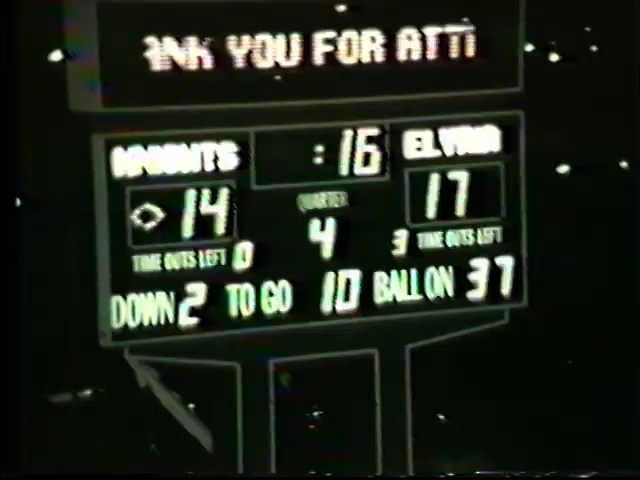 ANK YOU FOR ATT
KNIGHTS :16 ELYRIA
14 QUARTER 17
TIME OUTS LEFT 0 4 3 TIME OUTS LEFT
DOWN 2 TO GO 10 BALL ON 37